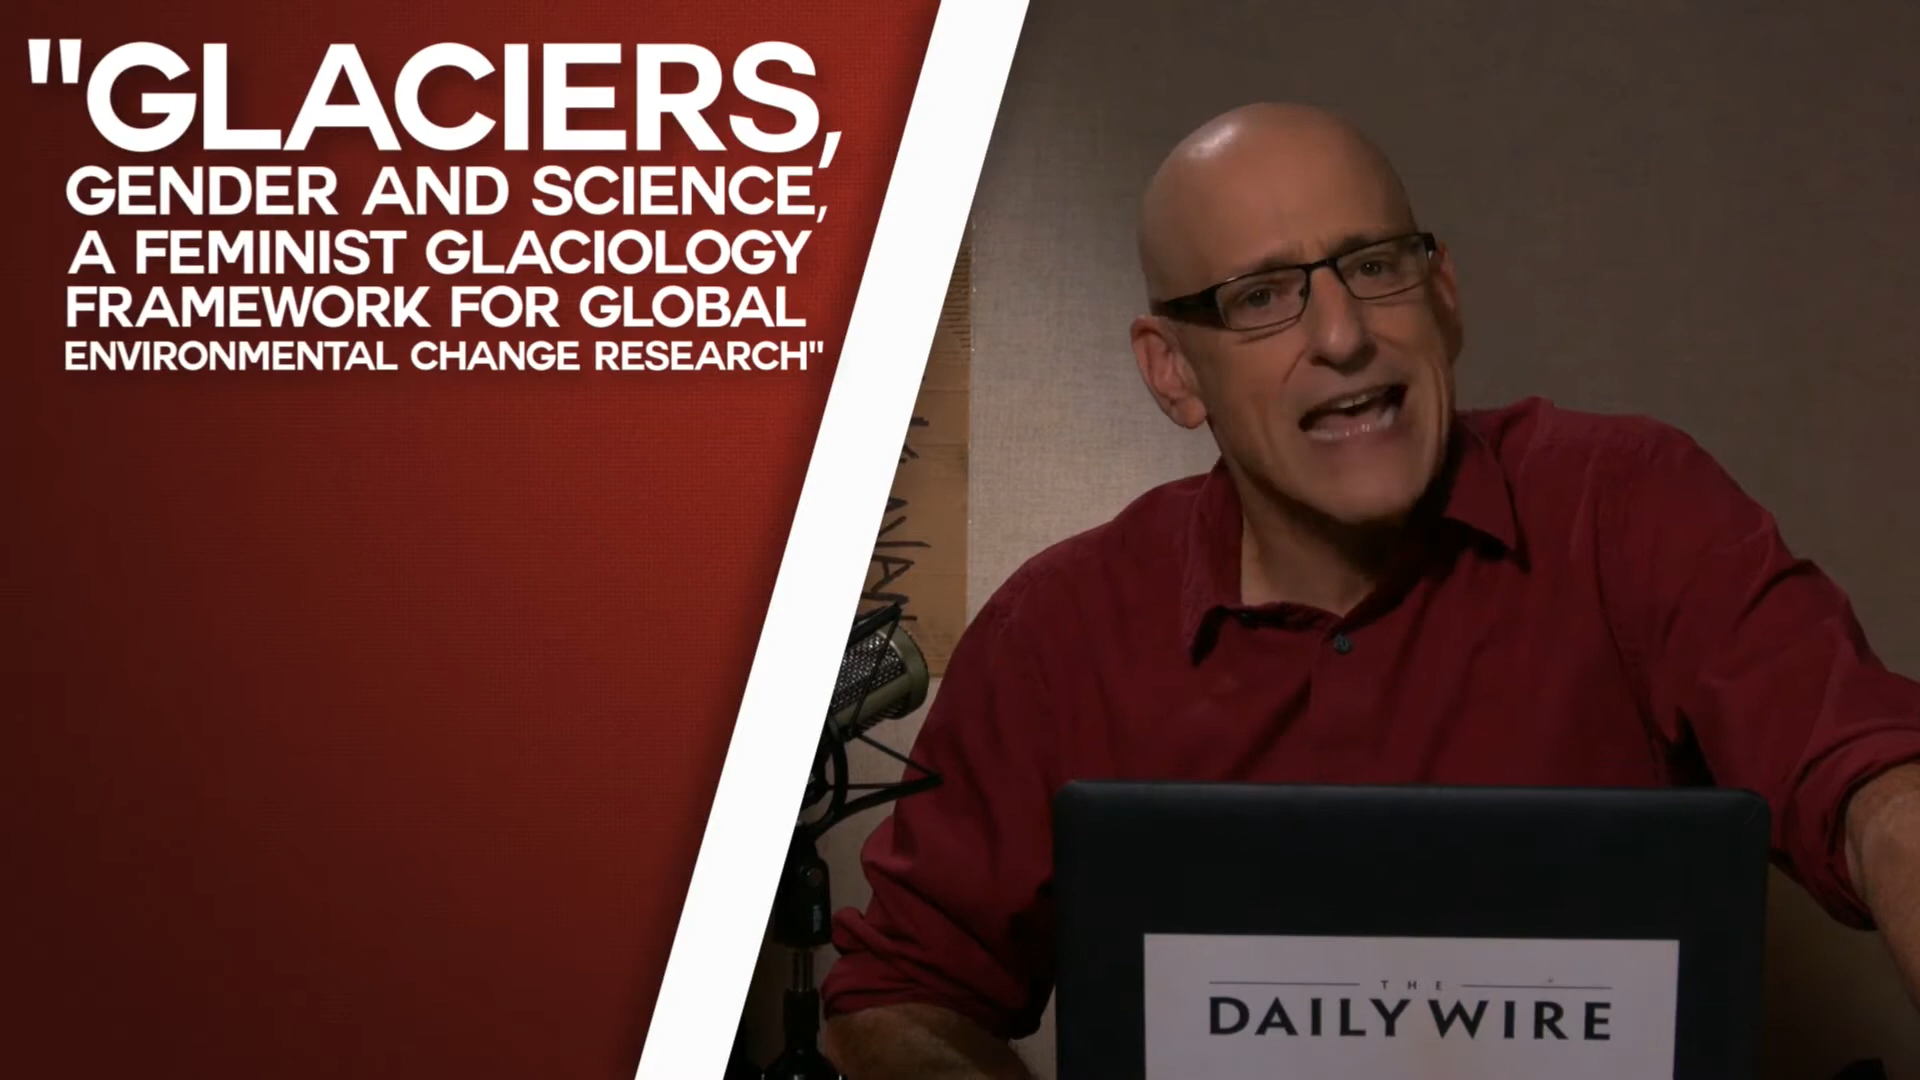 "GLACIERS,
GENDER AND SCIENCE,
A FEMINIST GLACIOLOGY
FRAMEWORK FOR GLOBAL
ENVIRONMENTAL CHANGE RESEARCH"
THE
DAILY WIRE